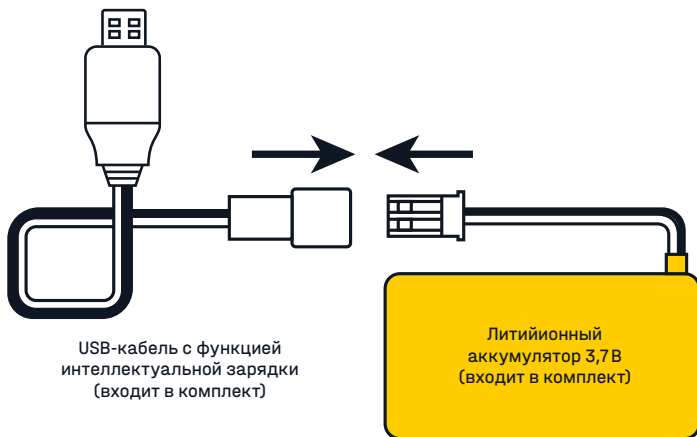 USB-кабель с функцией
интеллектуальной зарядки
(входит в комплект)
Литийионный
аккумулятор 3,7 В
(входит в комплект)